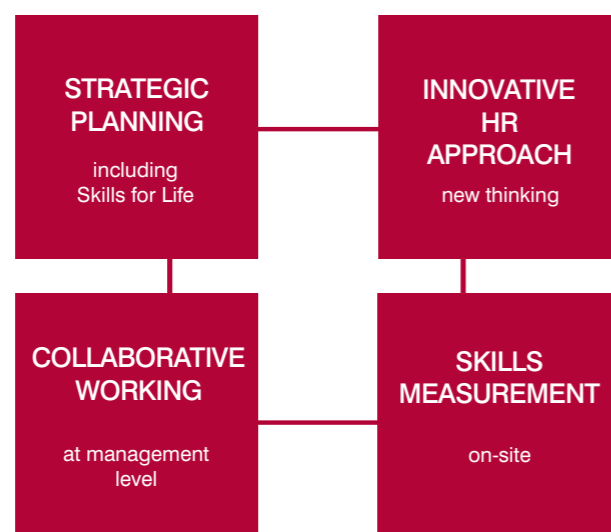 STRATEGIC
PLANNING
including
Skills for Life
INNOVATIVE
HR
APPROACH
new thinking
COLLABORATIVE
WORKING
at management
level
SKILLS
MEASUREMENT
on-site